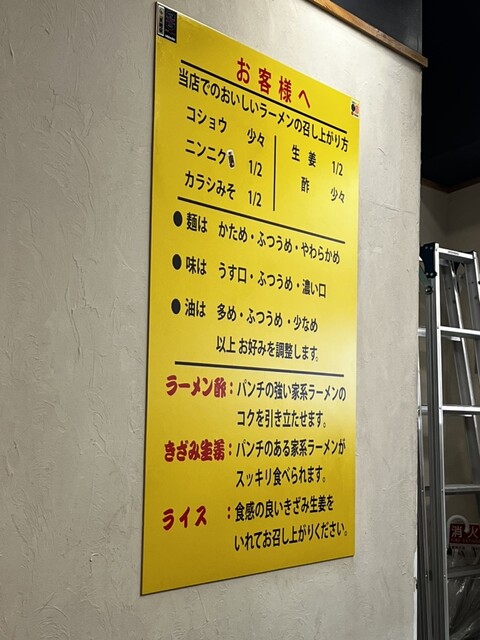 お客様へ
当店でのおいしいラーメンの召し上がり方
コショウ 少々
ニンニク 1/2
カラシみそ 1/2
生姜 1/2
酢 少々
●麺は かため・ふつうめ・やわらかめ
●味は うす口・ふつうめ・濃い口
●油は 多め・ふつうめ・少なめ
以上お好みを調整します。
ラーメン酢：パンチの強い家系ラーメンの
コクを引き立たせます。
きざみ生姜：パンチのある家系ラーメンが
スッキリ食べられます。
ライス ：食感の良いきざみ生姜を
いれてお召し上がりください。
消火